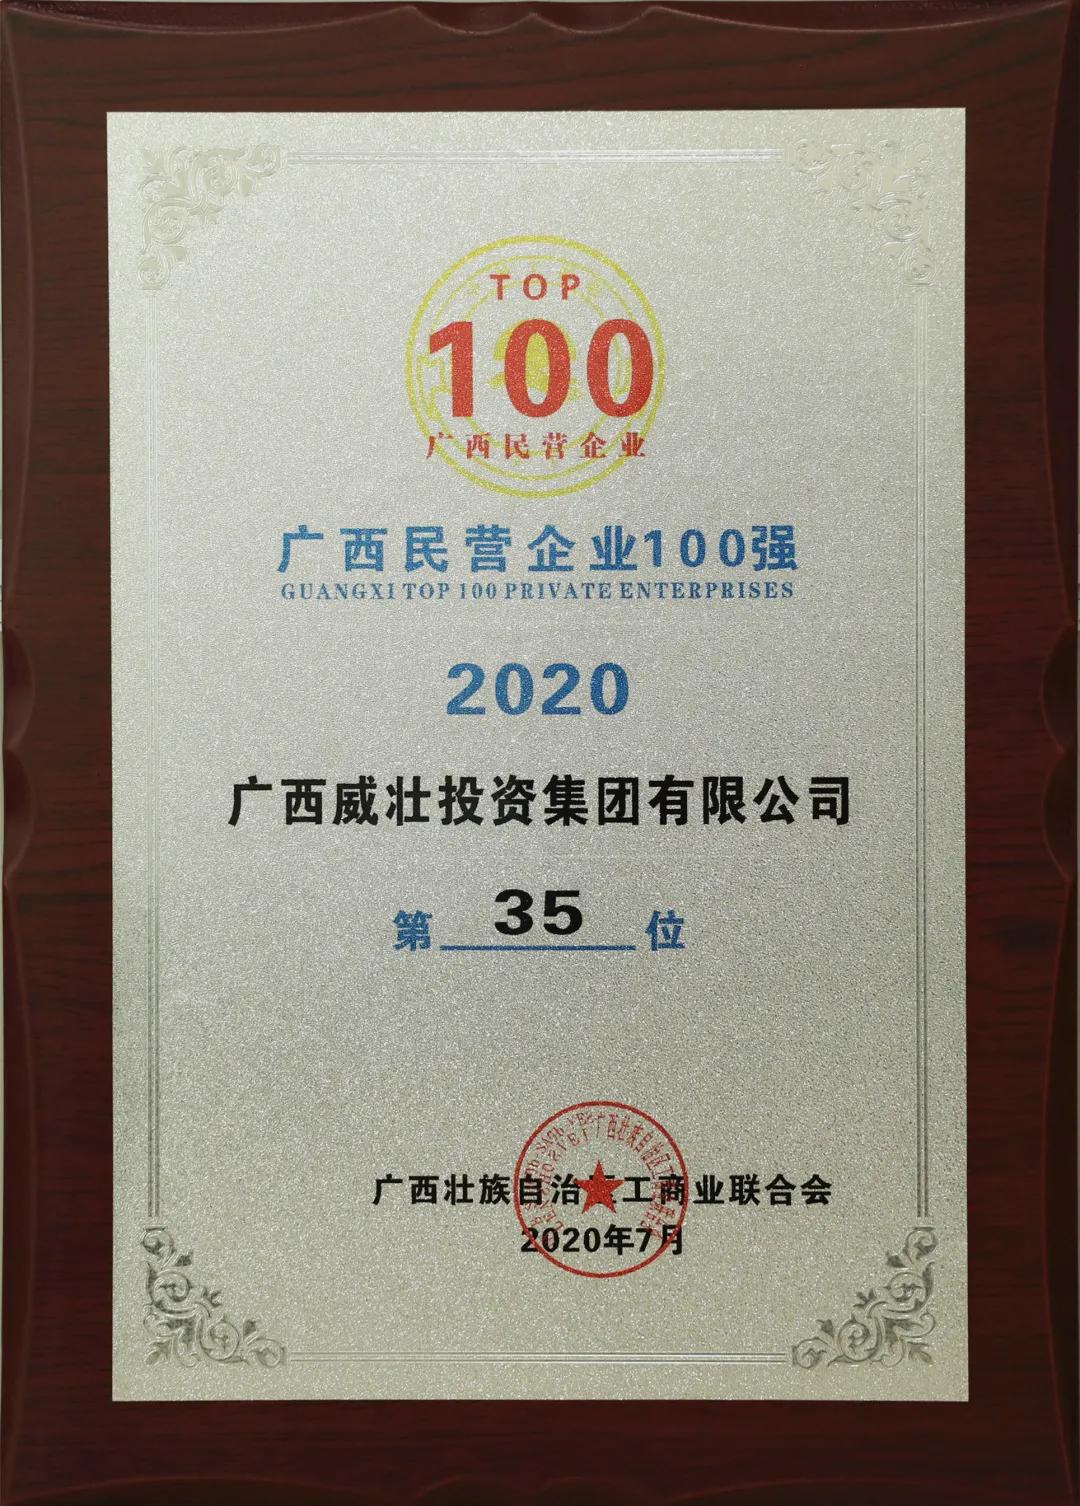 TOP
100
广西民营企业
广西民营企业100强
GUANGXI TOP 100 PRIVATE ENTERPRISES
2020
广西威壮投资集团有限公司
第 35 位
广西壮族自治区工商业联合会
2020年7月